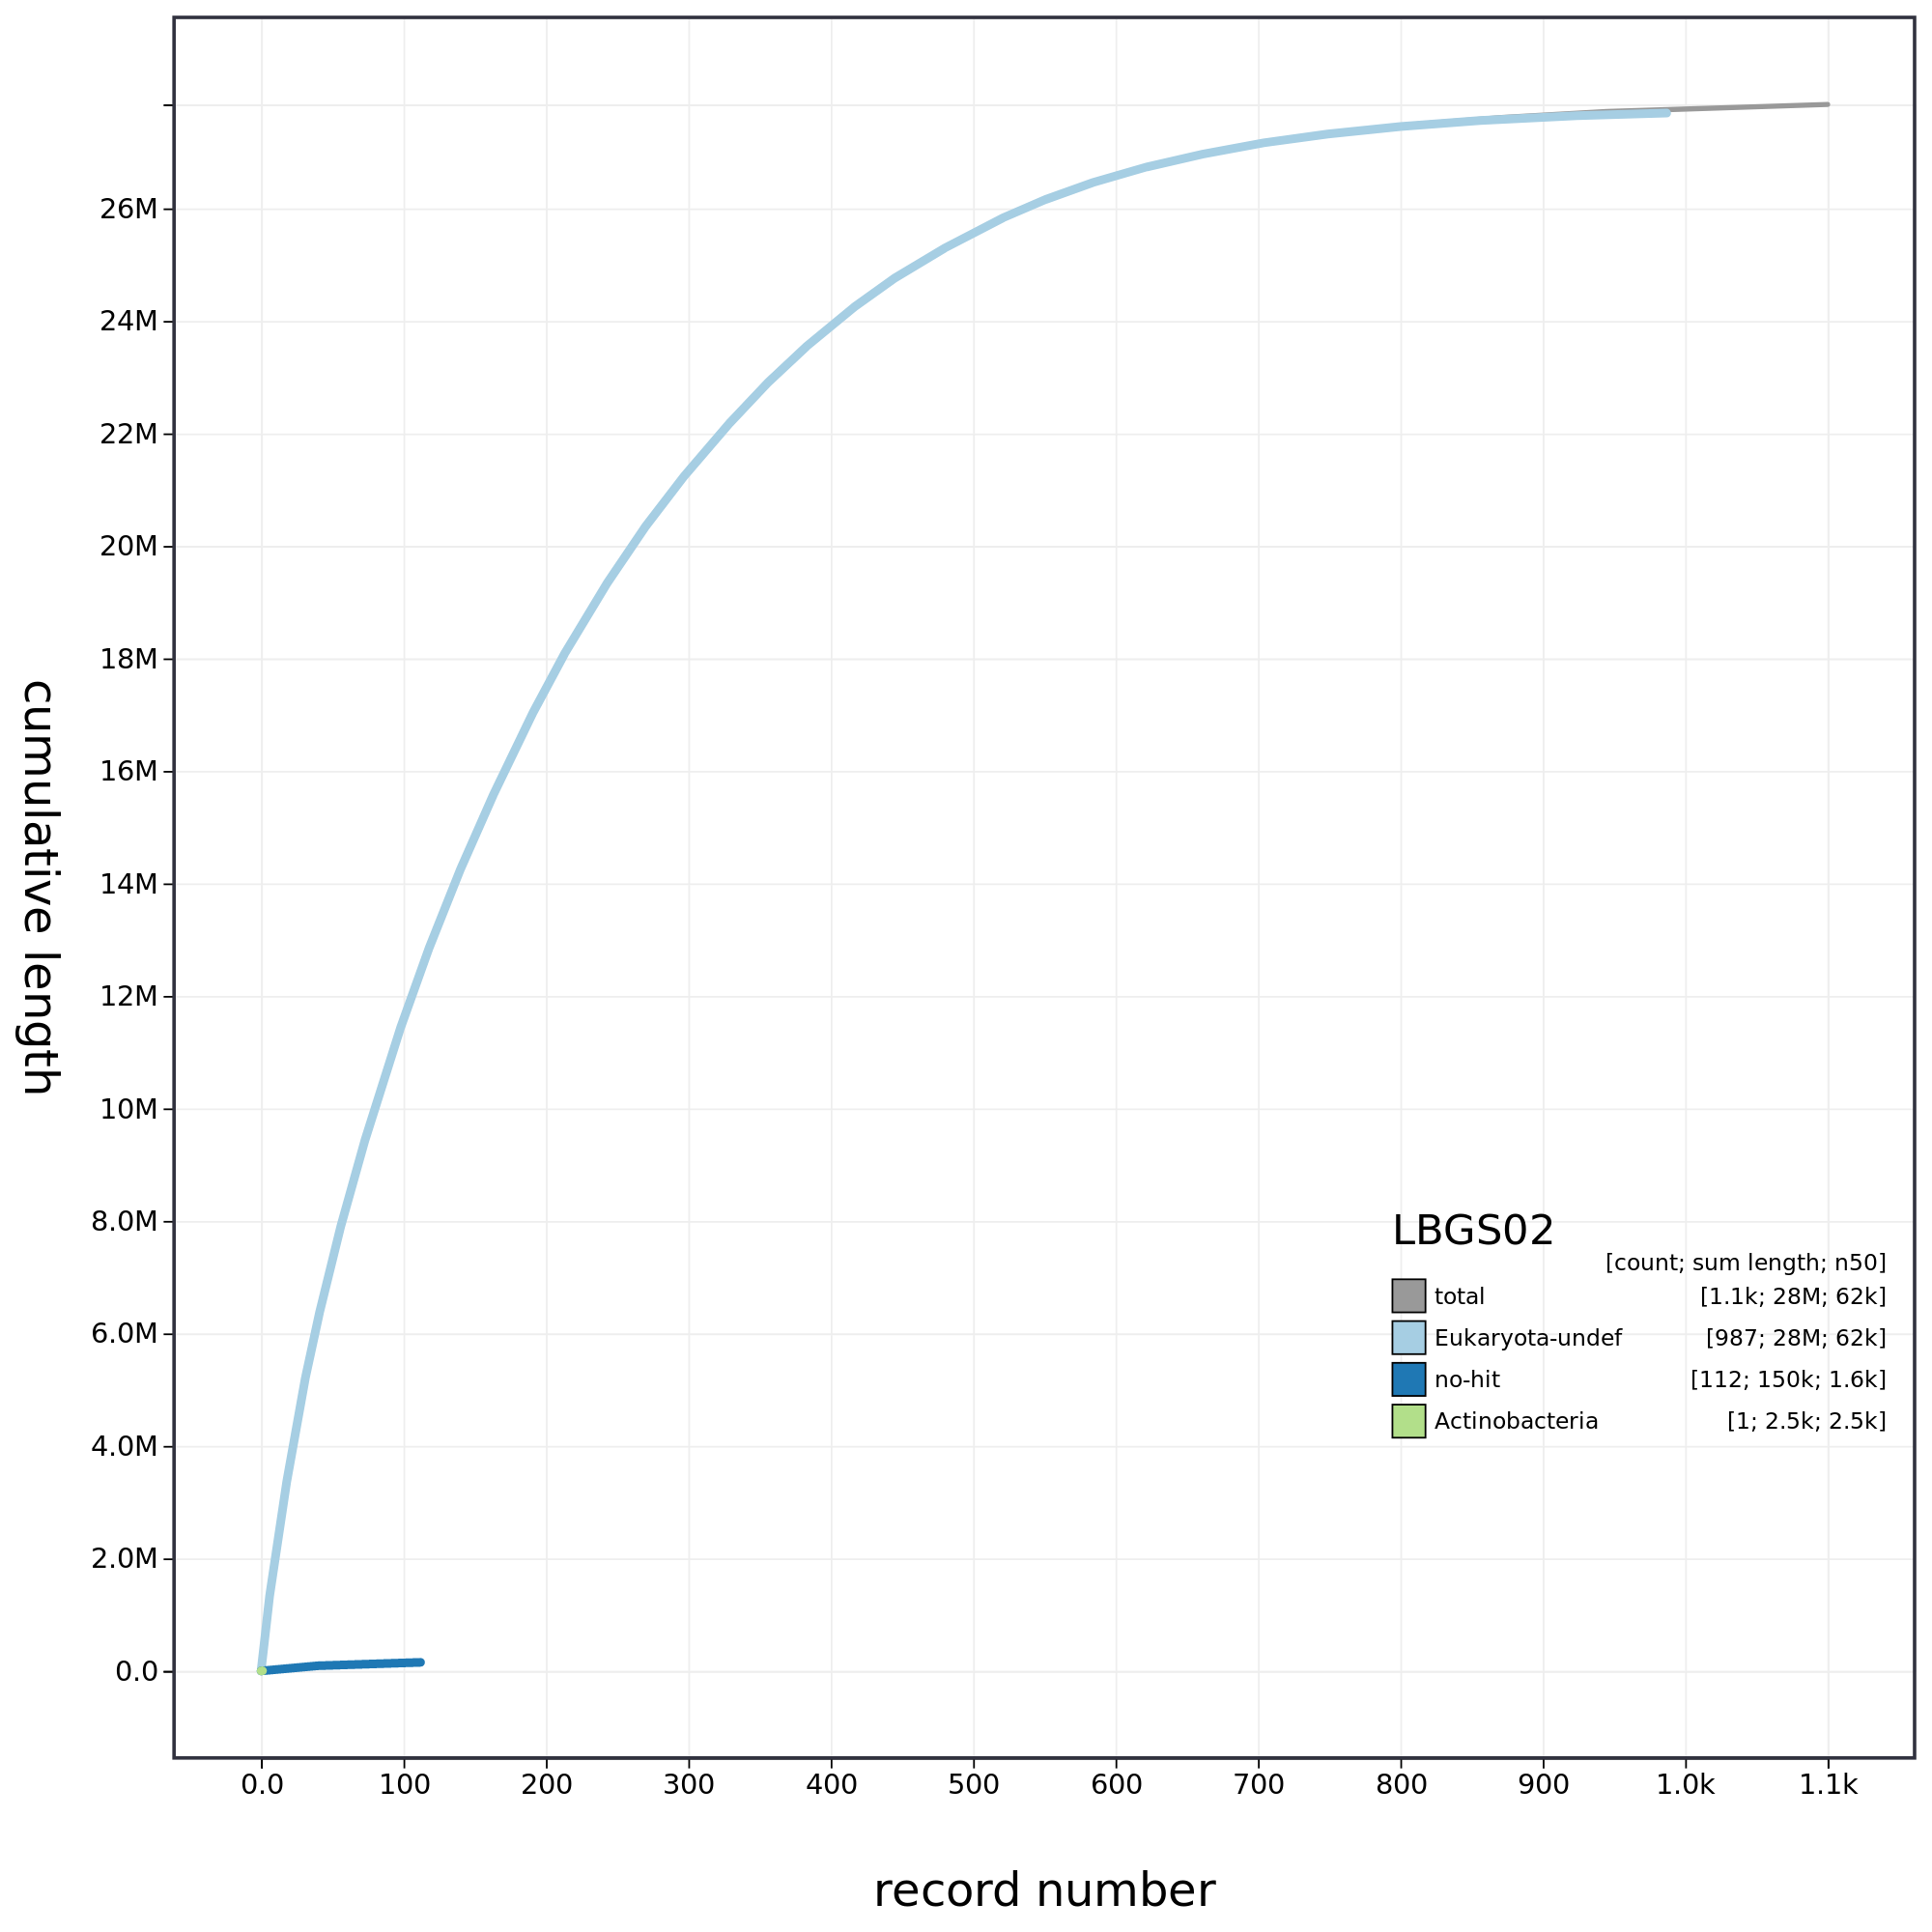 26M
24M
22M
20M
18M
16M
14M
12M
10M
8.0M
6.0M
4.0M
2.0M
0.0
cumulative length
LBGS02
[count; sum length; n50]
total [1.1k; 28M; 62k]
Eukaryota-undef [987; 28M; 62k]
no-hit [112; 150k; 1.6k]
Actinobacteria [1; 2.5k; 2.5k]
0.0 100 200 300 400 500 600 700 800 900 1.0k 1.1k
record number